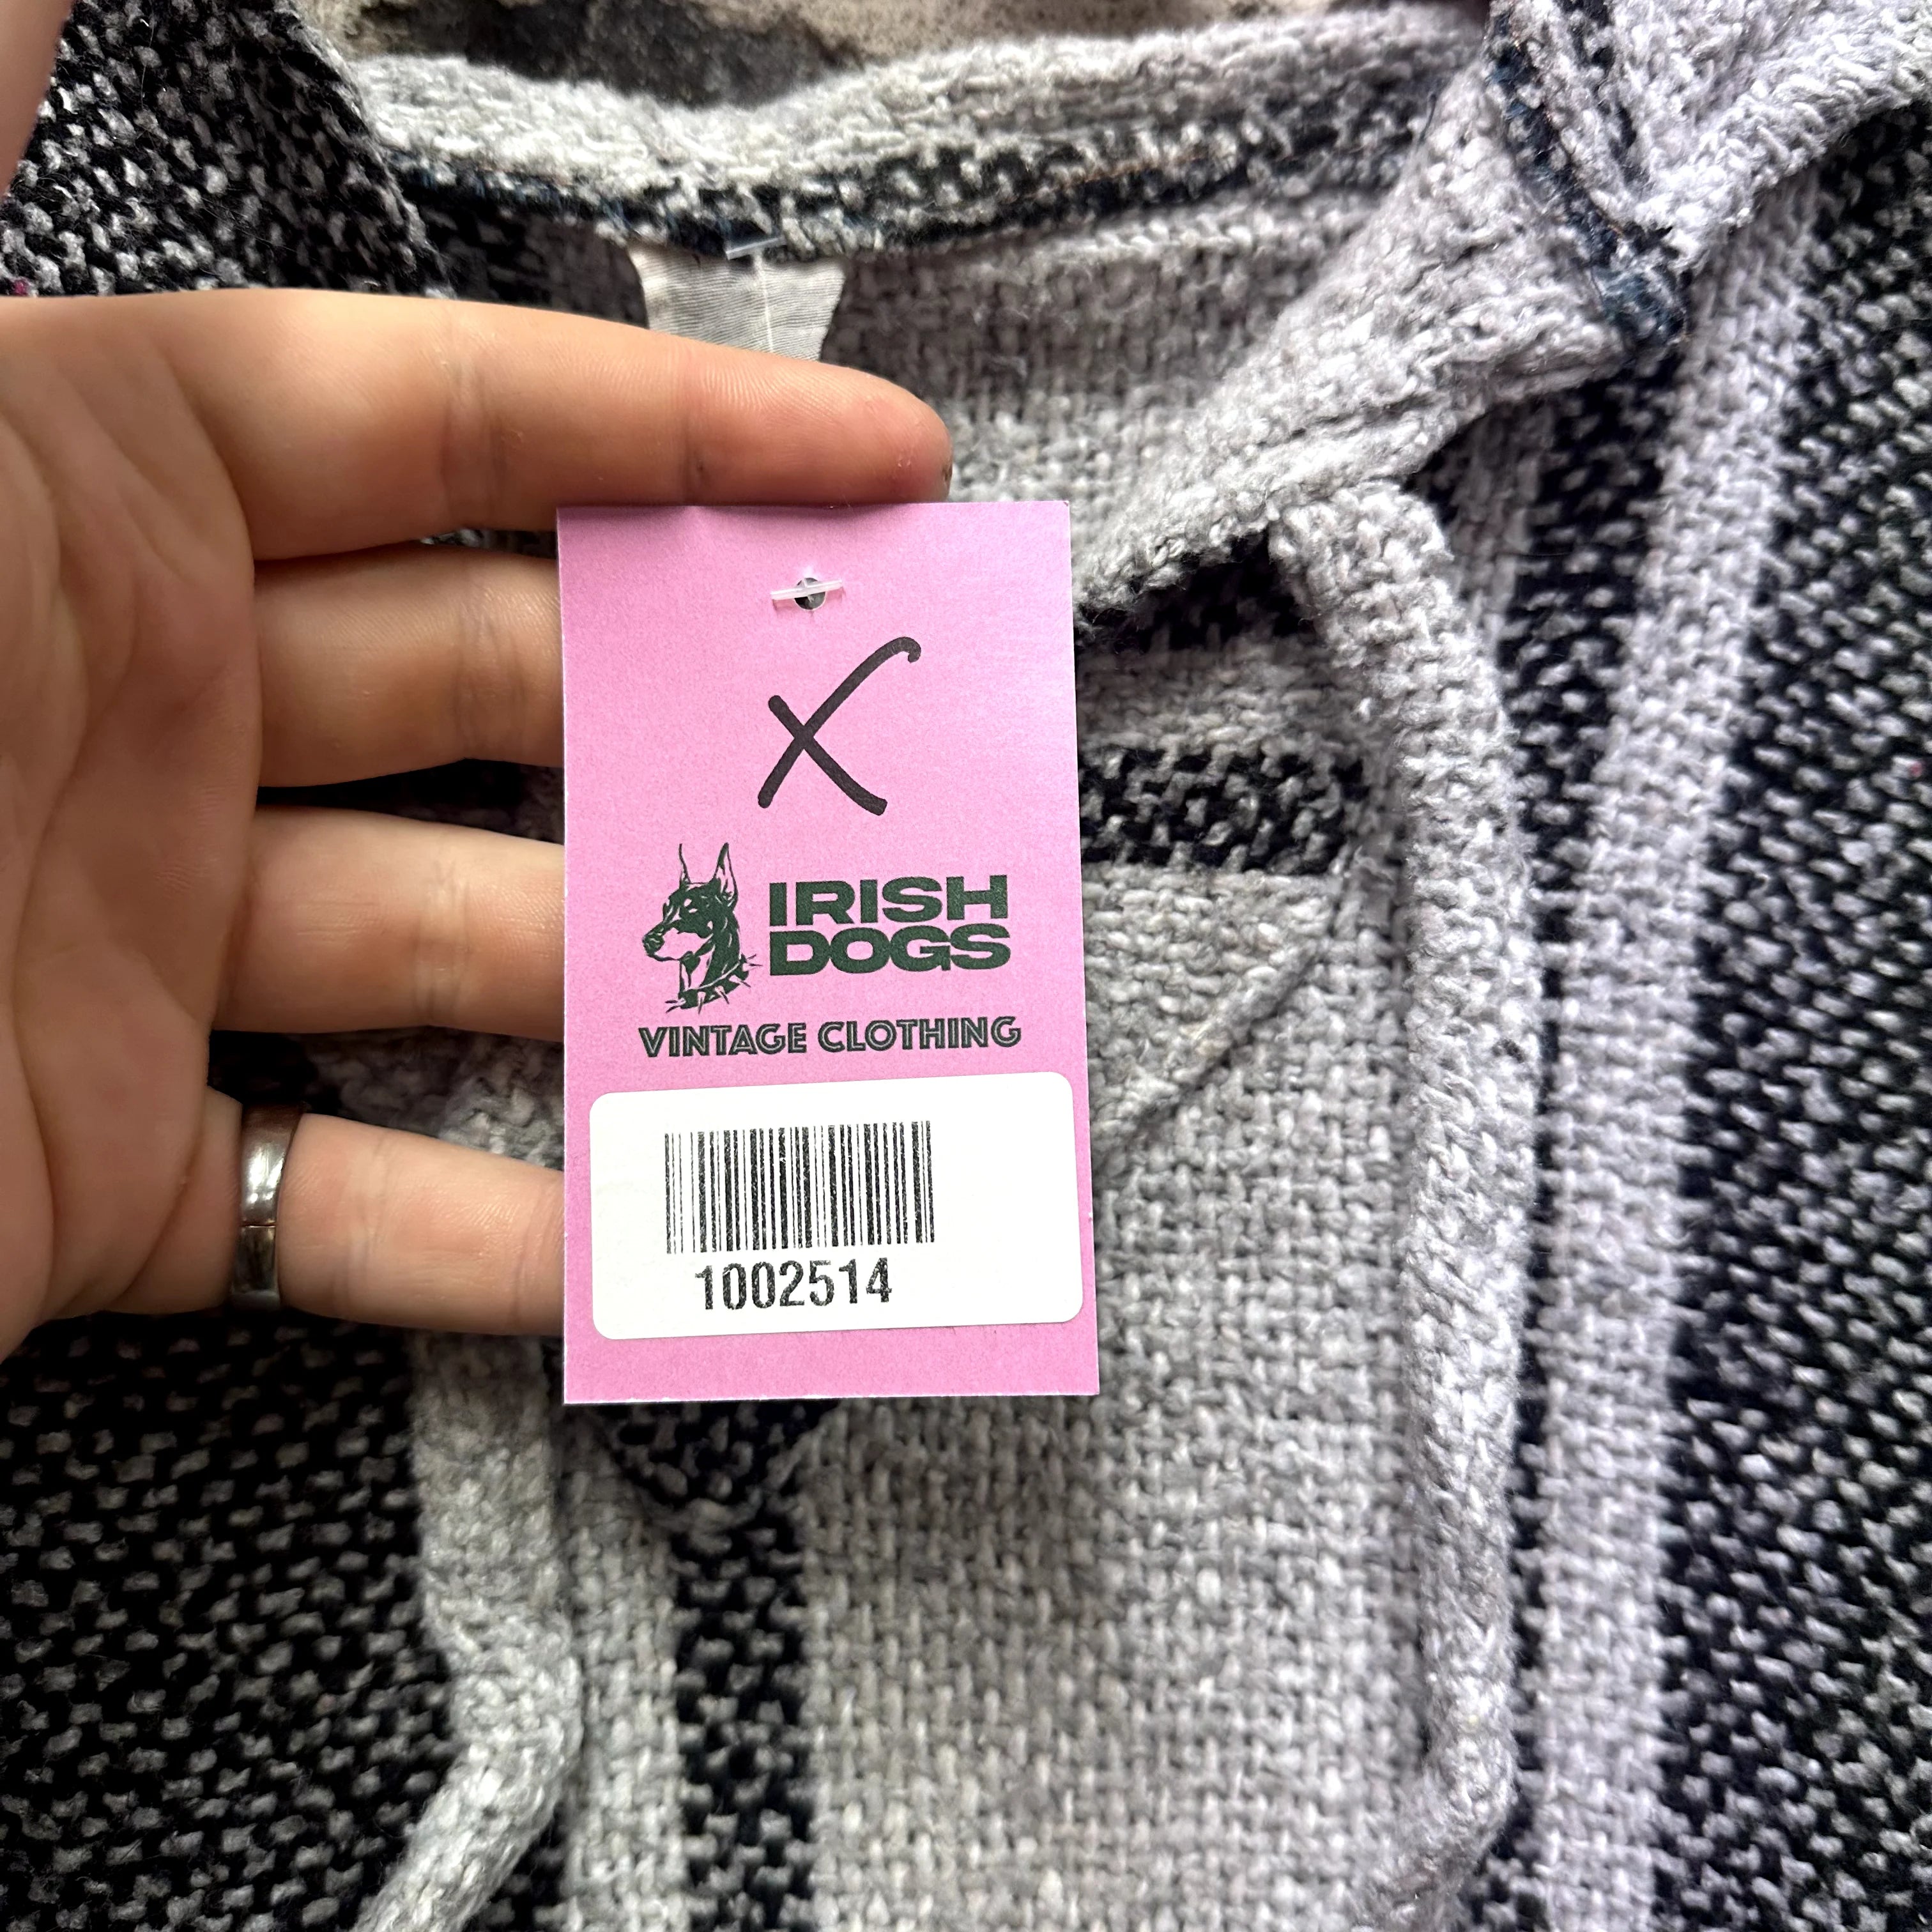 X
IRISH
DOGS
VINTAGE CLOTHING
1002514